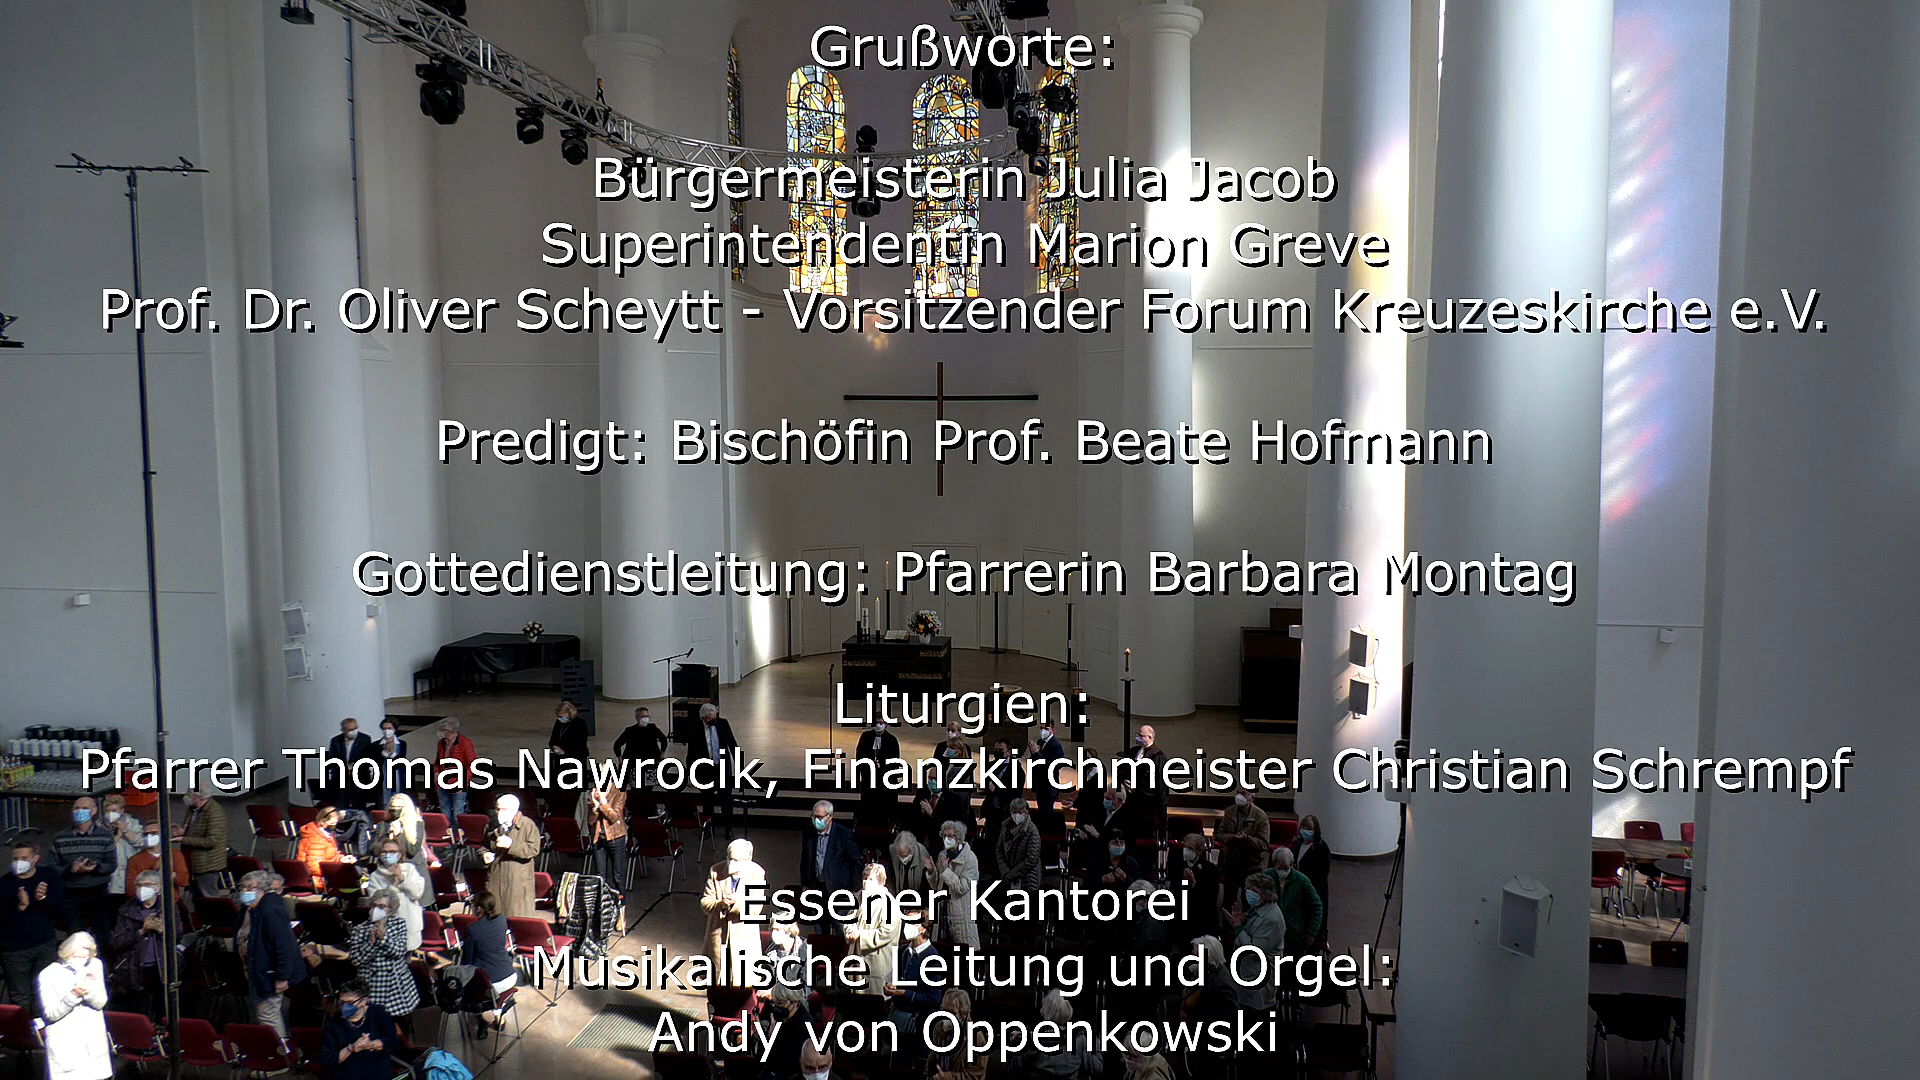 Grußworte:
Bürgermeisterin Julia Jacob
Superintendentin Marion Greve
Prof. Dr. Oliver Scheytt - Vorsitzender Forum Kreuzeskirche e.V.
Predigt: Bischöfin Prof. Beate Hofmann
Gottedienstleitung: Pfarrerin Barbara Montag
Liturgien:
Pfarrer Thomas Nawrocik, Finanzkirchmeister Christian Schrempf
Essener Kantorei
Musikalische Leitung und Orgel:
Andy von Oppenkowski